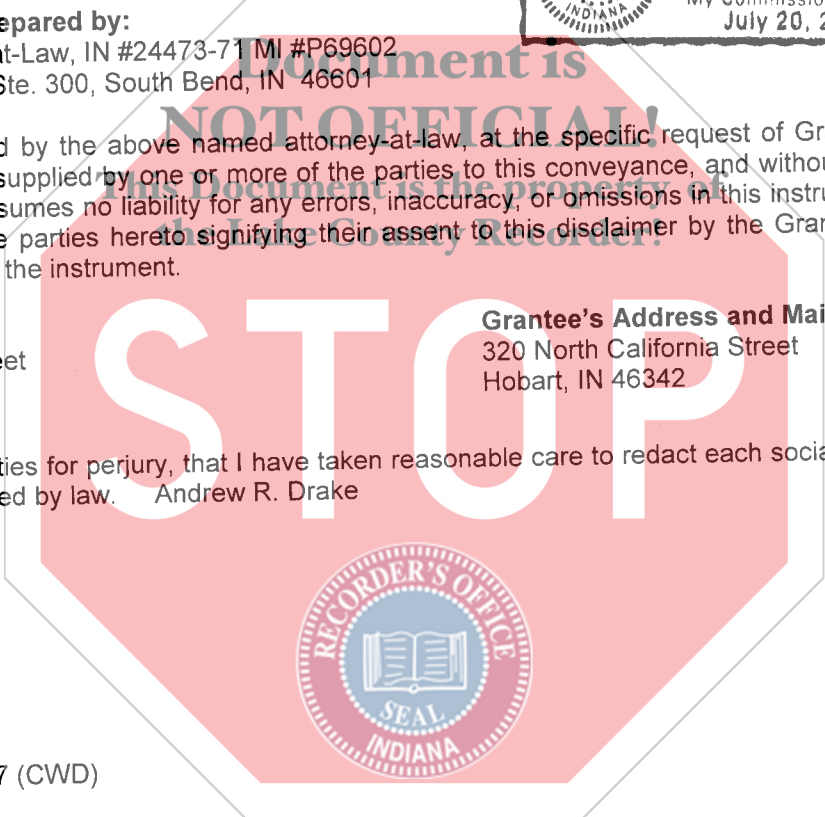 epared by:
at-Law, IN #24473-71 MI #P69602
Ste. 300, South Bend, IN 46601
INDIANA
My Commissio
July 20, 2
Document is
NOT OFFICIAL!
This Document is the property of
the Lake County Recorder!
d by the above named attorney-at-law, at the specific request of Gr
supplied by one or more of the parties to this conveyance, and withou
sumes no liability for any errors, inaccuracy, or omissions in this instru
e parties hereto signifying their assent to this disclaimer by the Gran
the instrument.
STOP
Grantee's Address and Mai
320 North California Street
Hobart, IN 46342
eet
ties for perjury, that I have taken reasonable care to redact each socia
ed by law. Andrew R. Drake
RECORDER'S OFFICE
SEAL
INDIANA
7 (CWD)